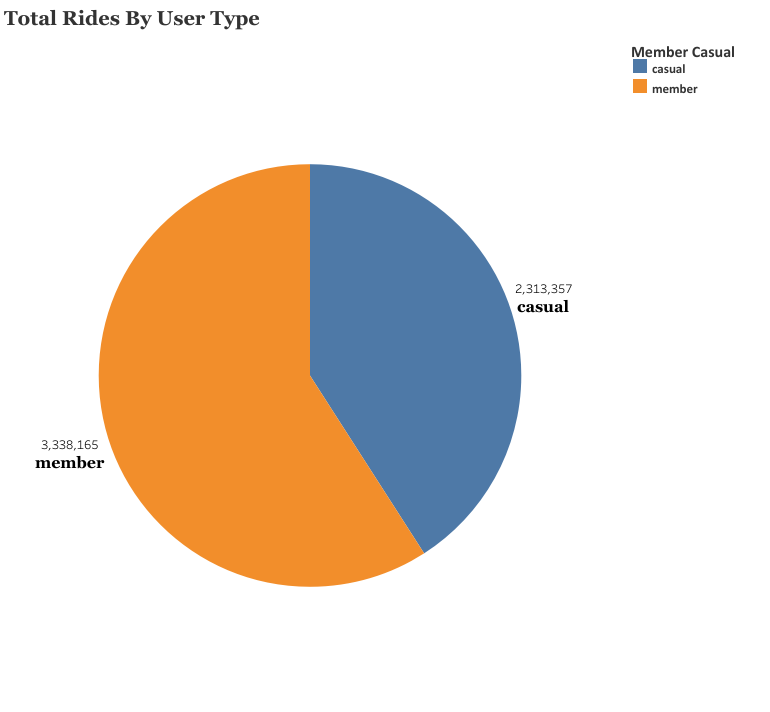 Total Rides By User Type
Member Casual
casual
member
2,313,357
casual
3,338,165
member